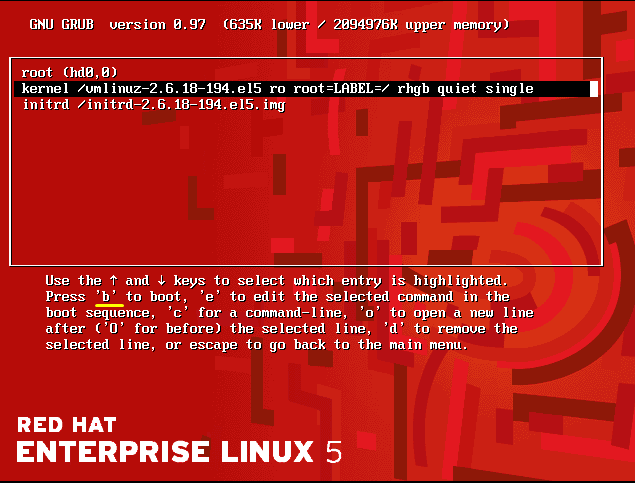 GNU GRUB  version 0.97  (635K lower / 2094976K upper memory)
root (hd0,0)
kernel /vmlinuz-2.6.18-194.el5 ro root=LABEL=/ rhgb quiet single
initrd /initrd-2.6.18-194.el5.img
Use the ↑ and ↓ keys to select which entry is highlighted.
Press 'b' to boot, 'e' to edit the selected command in the
boot sequence, 'c' for a command-line, 'o' to open a new line
after ('O' for before) the selected line, 'd' to remove the
selected line, or escape to go back to the main menu.
RED HAT
ENTERPRISE LINUX 5